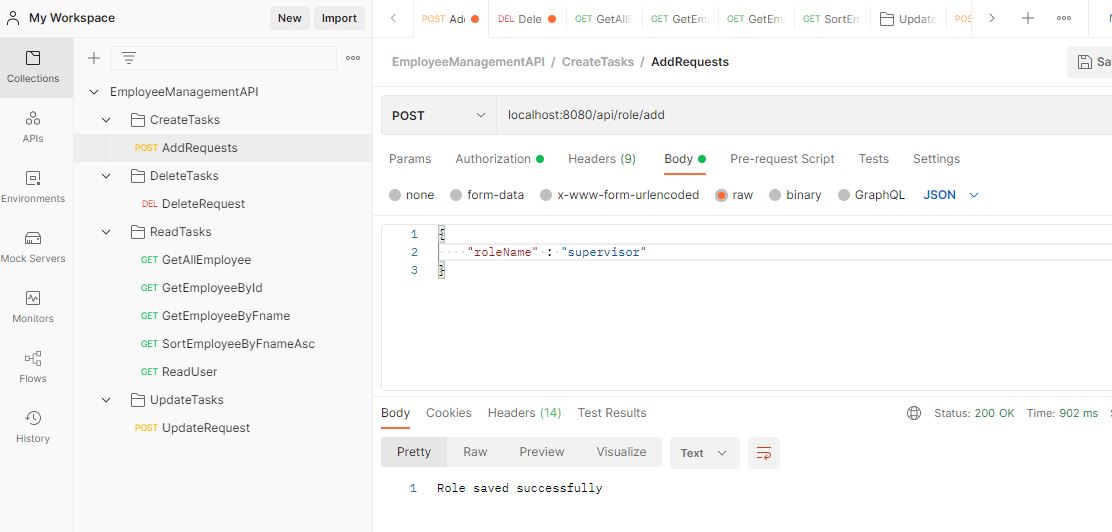 My Workspace
New
Import
Collections
APIs
Environments
Mock Servers
Monitors
Flows
History
EmployeeManagementAPI
CreateTasks
POST AddRequests
DeleteTasks
DEL DeleteRequest
ReadTasks
GET GetAllEmployee
GET GetEmployeeById
GET GetEmployeeByFname
GET SortEmployeeByFnameAsc
GET ReadUser
UpdateTasks
POST UpdateRequest
POST Ad
DEL Dele
GET GetAllE
GET GetEm
GET GetEm
GET SortEm
Update
POS
EmployeeManagementAPI / CreateTasks / AddRequests
Sa
POST
localhost:8080/api/role/add
Params Authorization Headers (9) Body Pre-request Script Tests Settings
none form-data x-www-form-urlencoded raw binary GraphQL JSON
1 {
2 "roleName" : "supervisor"
3 }
Body Cookies Headers (14) Test Results
Status: 200 OK Time: 902 ms
Pretty Raw Preview Visualize Text
1 Role saved successfully